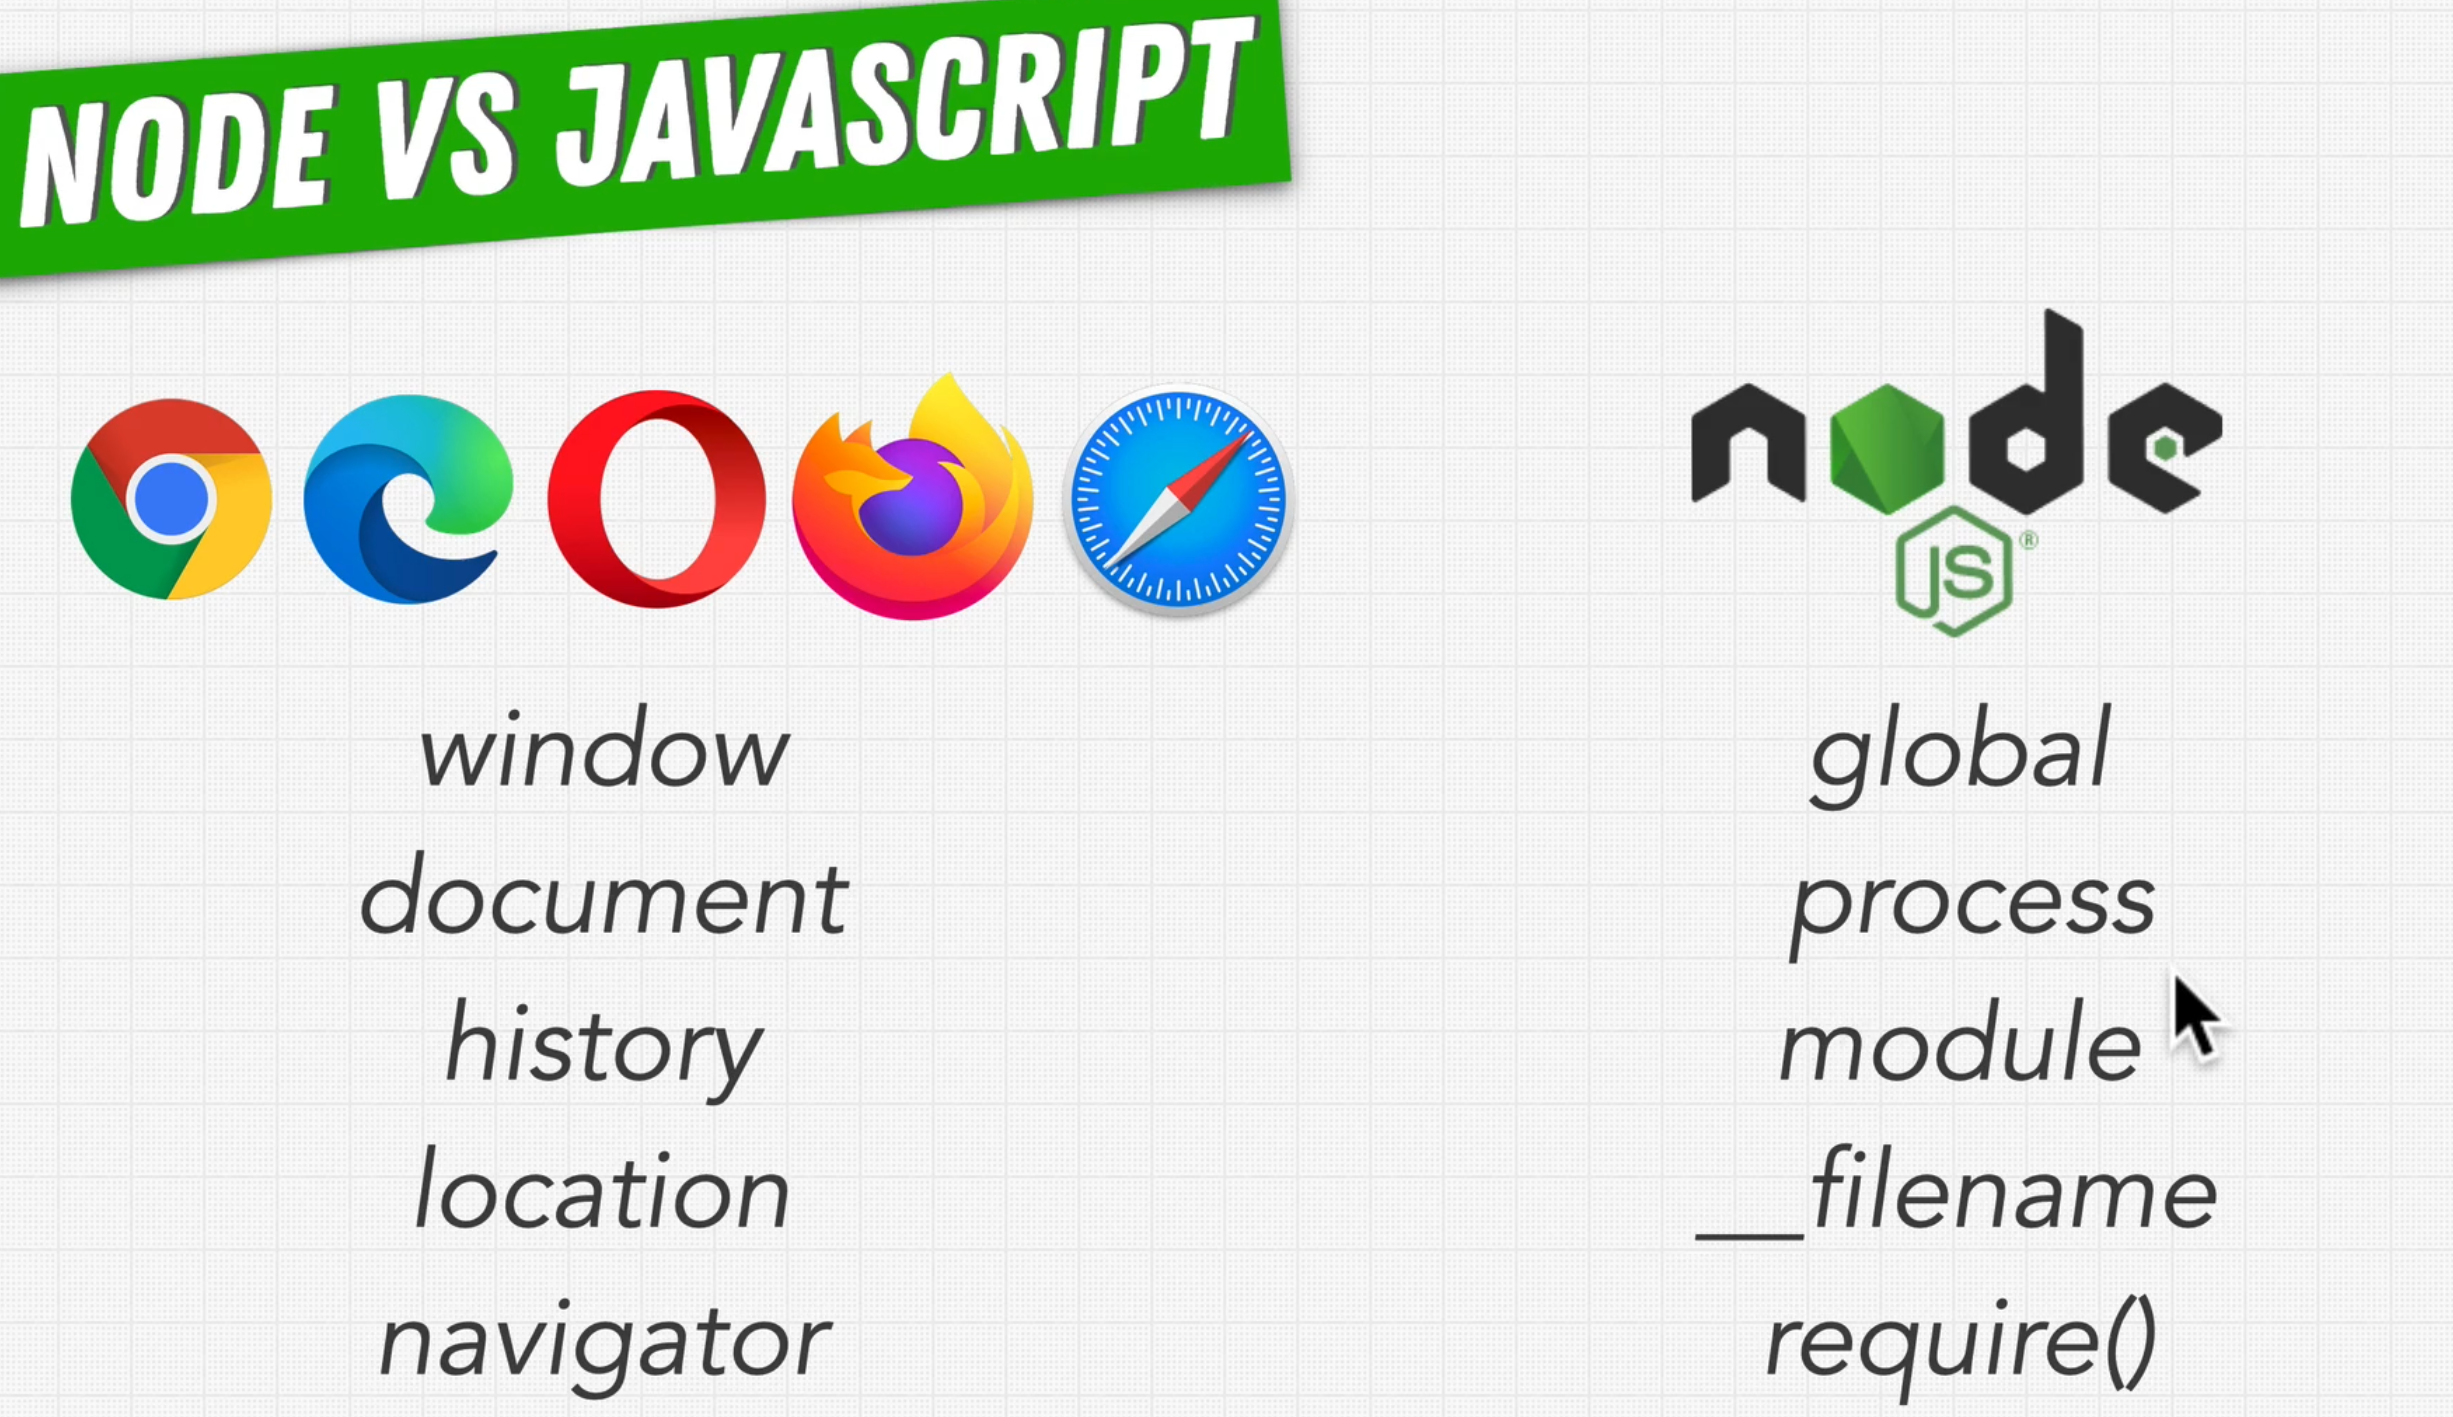 NODE VS JAVASCRIPT
node
JS®
window
document
history
location
navigator
global
process
module
__filename
require()